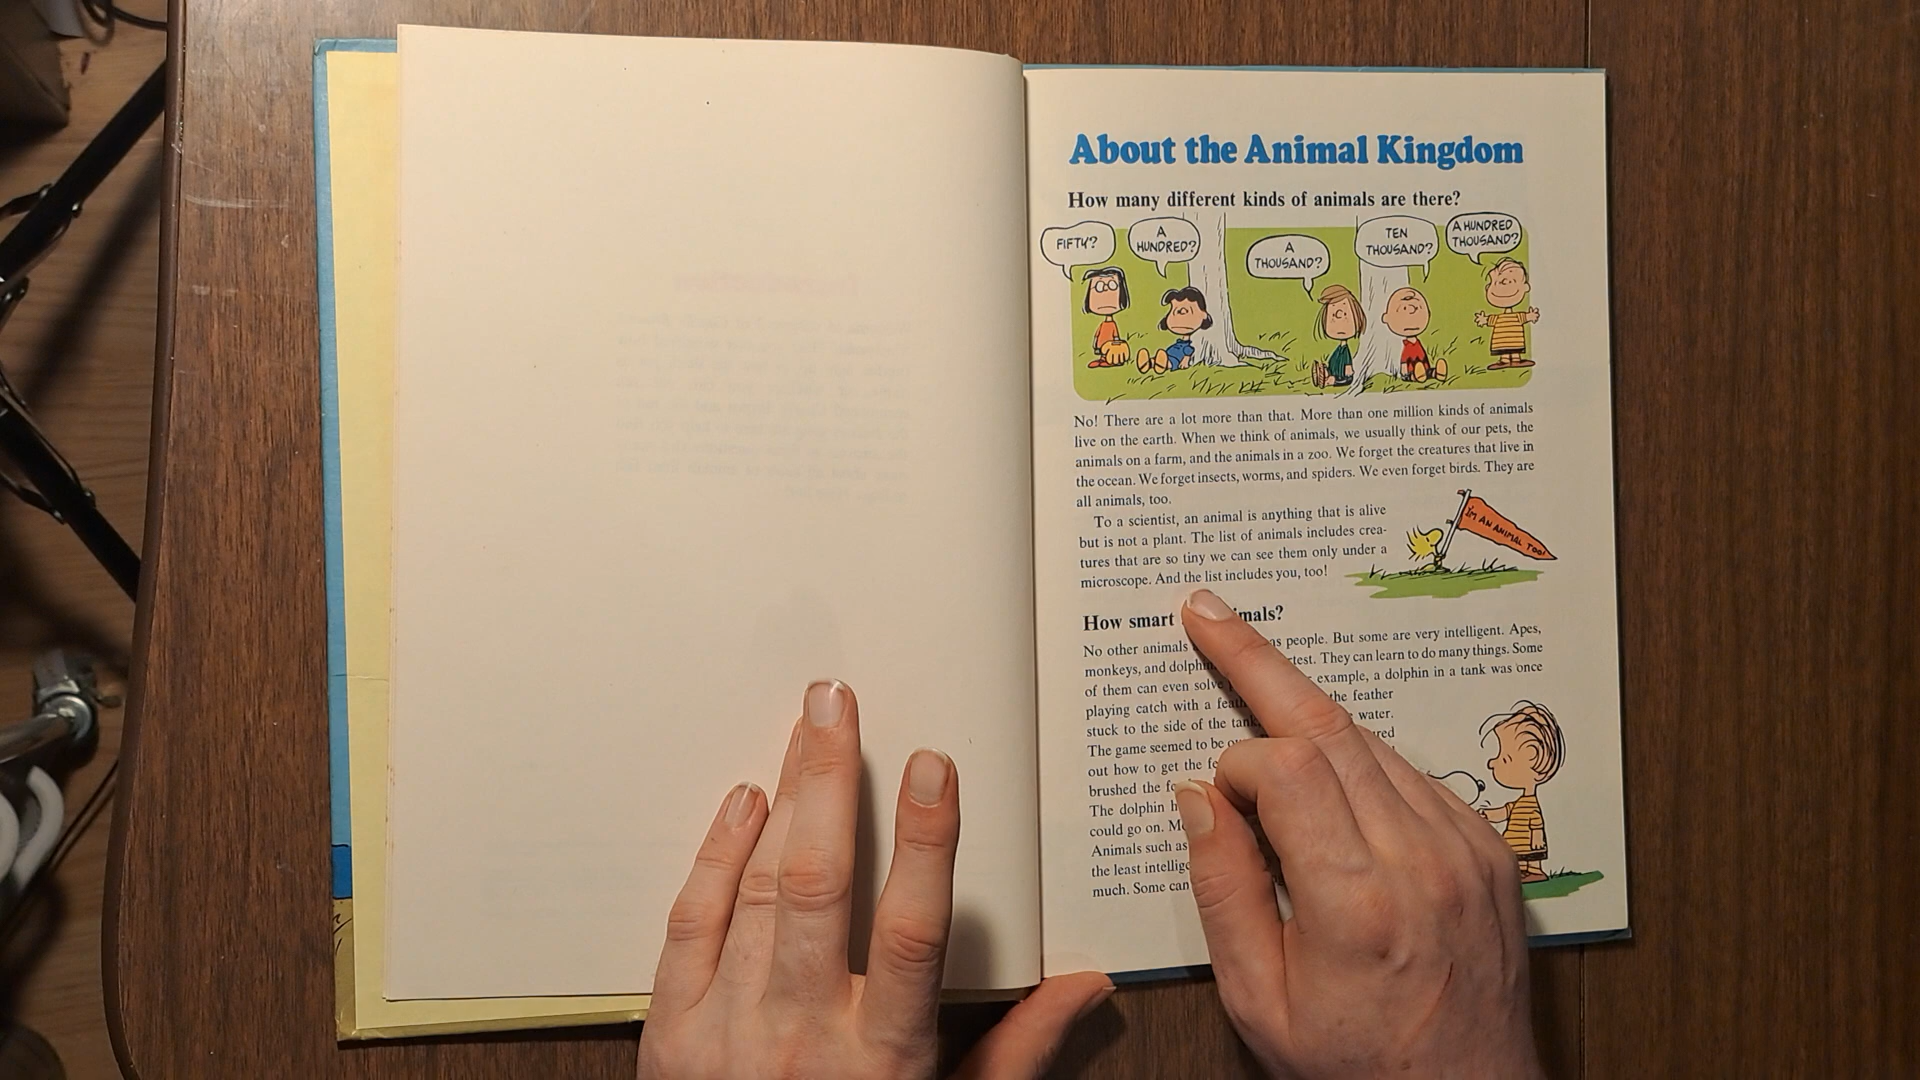 About the Animal Kingdom
How many different kinds of animals are there?
FIFTY?
A
HUNDRED?
A
THOUSAND?
TEN
THOUSAND?
A HUNDRED
THOUSAND?
No! There are a lot more than that. More than one million kinds of animals
live on the earth. When we think of animals, we usually think of our pets, the
animals on a farm, and the animals in a zoo. We forget the creatures that live in
the ocean. We forget insects, worms, and spiders. We even forget birds. They are
all animals, too.
To a scientist, an animal is anything that is alive
but is not a plant. The list of animals includes crea-
tures that are so tiny we can see them only under a
microscope. And the list includes you, too!
I'M AN ANIMAL TOO!
How smart
No other animals as people. But some are very intelligent. Apes,
monkeys, and They can learn to do many things. Some
of them can even solve example, a dolphin in a tank was once
playing catch with a the feather
stuck to the side of the water.
The game seemed to be
out how to get the
brushed the
The dolphin
could go on.
Animals such as
the least
much. Some can